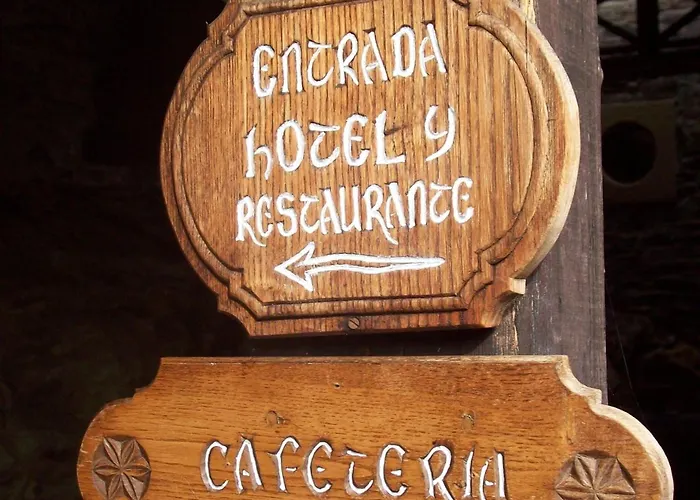 ENTRADA
hOTEL Y
RESTAURANTE
CAFETERIA